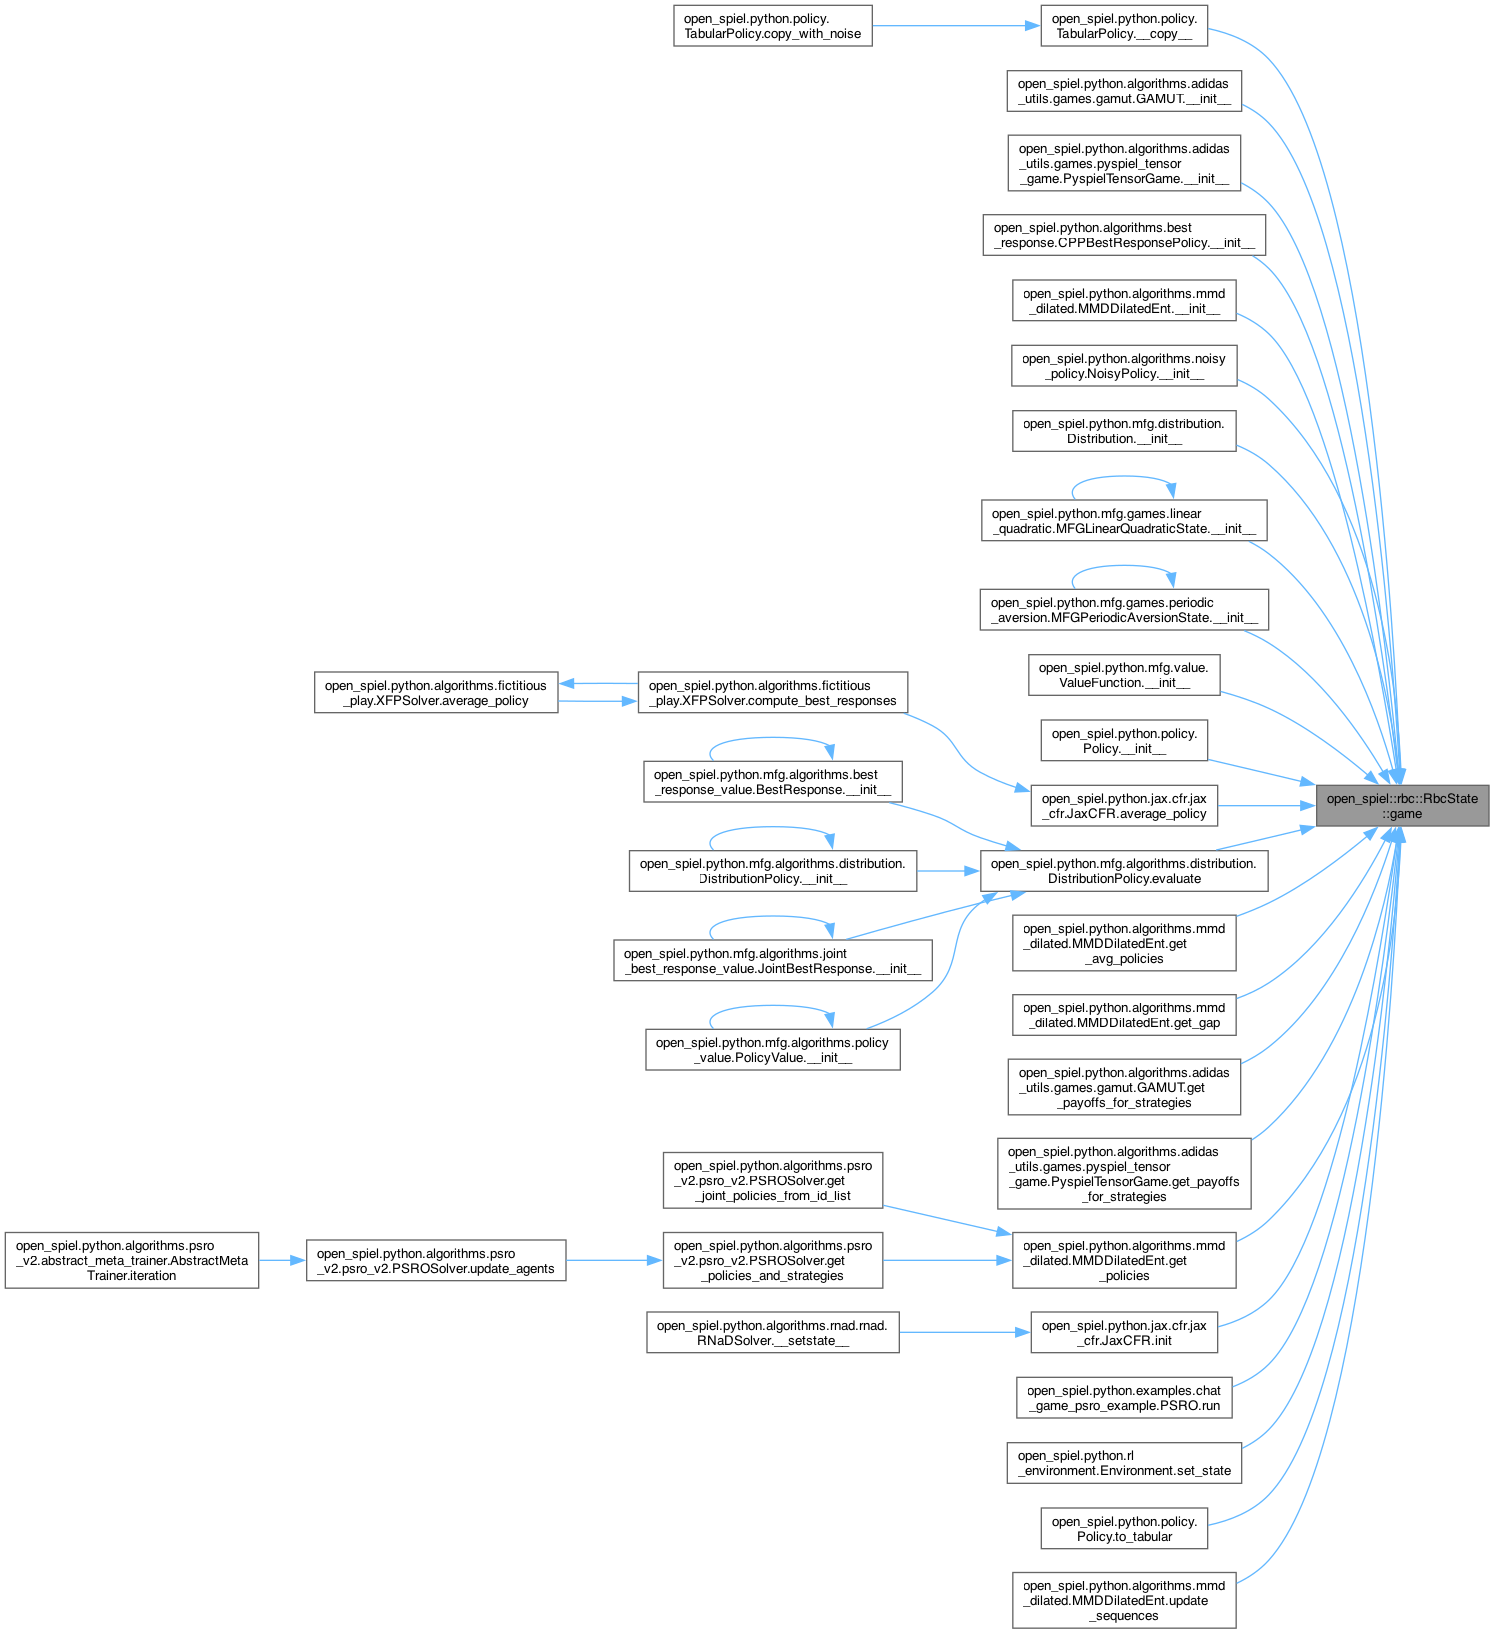 open_spiel.python.policy.
TabularPolicy.copy_with_noise
open_spiel.python.policy.
TabularPolicy.__copy__
open_spiel.python.algorithms.adidas
_utils.games.gamut.GAMUT.__init__
open_spiel.python.algorithms.adidas
_utils.games.pyspiel_tensor
_game.PyspielTensorGame.__init__
open_spiel.python.algorithms.best
_response.CPPBestResponsePolicy.__init__
open_spiel.python.algorithms.mmd
_dilated.MMDDilatedEnt.__init__
open_spiel.python.algorithms.noisy
_policy.NoisyPolicy.__init__
open_spiel.python.mfg.distribution.
Distribution.__init__
open_spiel.python.mfg.games.linear
_quadratic.MFGLinearQuadraticState.__init__
open_spiel.python.mfg.games.periodic
_aversion.MFGPeriodicAversionState.__init__
open_spiel.python.mfg.value.
ValueFunction.__init__
open_spiel.python.algorithms.fictitious
_play.XFPSolver.average_policy
open_spiel.python.algorithms.fictitious
_play.XFPSolver.compute_best_responses
open_spiel.python.policy.
Policy.__init__
open_spiel.python.mfg.algorithms.best
_response_value.BestResponse.__init__
open_spiel.python.jax.cfr.jax
_cfr.JaxCFR.average_policy
open_spiel::rbc::RbcState
::game
open_spiel.python.mfg.algorithms.distribution.
DistributionPolicy.__init__
open_spiel.python.mfg.algorithms.distribution.
DistributionPolicy.evaluate
open_spiel.python.mfg.algorithms.joint
_best_response_value.JointBestResponse.__init__
open_spiel.python.algorithms.mmd
_dilated.MMDDilatedEnt.get
_avg_policies
open_spiel.python.mfg.algorithms.policy
_value.PolicyValue.__init__
open_spiel.python.algorithms.mmd
_dilated.MMDDilatedEnt.get_gap
open_spiel.python.algorithms.adidas
_utils.games.gamut.GAMUT.get
_payoffs_for_strategies
open_spiel.python.algorithms.adidas
_utils.games.pyspiel_tensor
_game.PyspielTensorGame.get_payoffs
_for_strategies
open_spiel.python.algorithms.psro
_v2.psro_v2.PSROSolver.get
_joint_policies_from_id_list
open_spiel.python.algorithms.psro
_v2.abstract_meta_trainer.AbstractMeta
Trainer.iteration
open_spiel.python.algorithms.psro
_v2.psro_v2.PSROSolver.update_agents
open_spiel.python.algorithms.psro
_v2.psro_v2.PSROSolver.get
_policies_and_strategies
open_spiel.python.algorithms.mmd
_dilated.MMDDilatedEnt.get
_policies
open_spiel.python.algorithms.rnad.rnad.
RNaDSolver.__setstate__
open_spiel.python.jax.cfr.jax
_cfr.JaxCFR.init
open_spiel.python.examples.chat
_game_psro_example.PSRO.run
open_spiel.python.rl
_environment.Environment.set_state
open_spiel.python.policy.
Policy.to_tabular
open_spiel.python.algorithms.mmd
_dilated.MMDDilatedEnt.update
_sequences